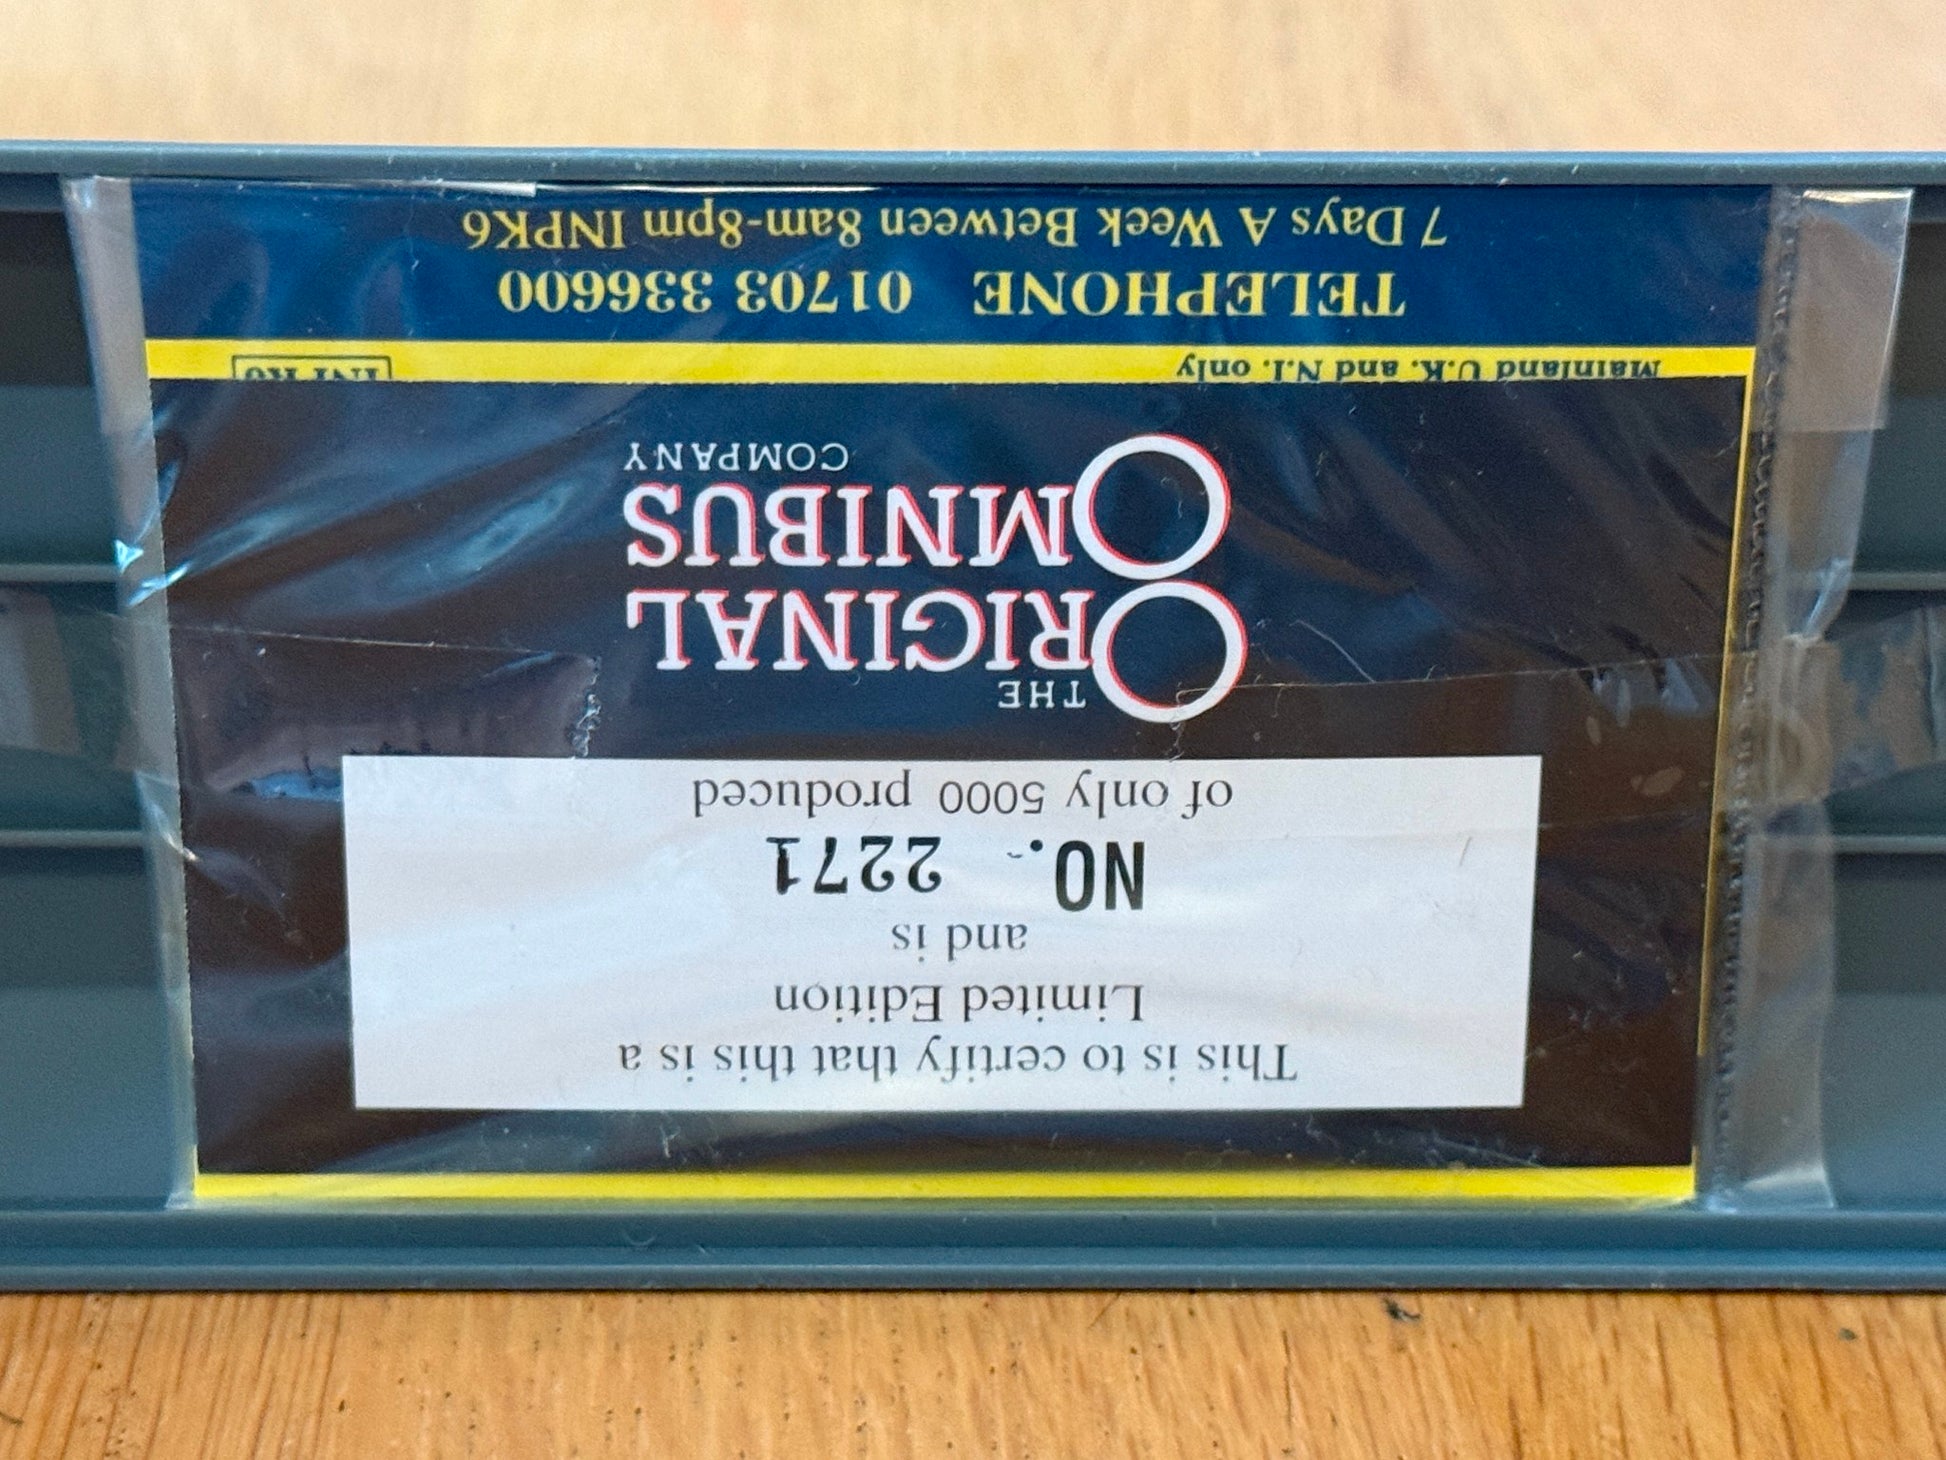 This is to certify that this is a
Limited Edition
and is
NO. 2271
of only 5000 produced
THE
ORIGINAL
OMNIBUS
COMPANY
Mainland U.K. and N.I. only
INPK6
TELEPHONE 01703 336600
7 Days A Week Between 8am-8pm INPK6